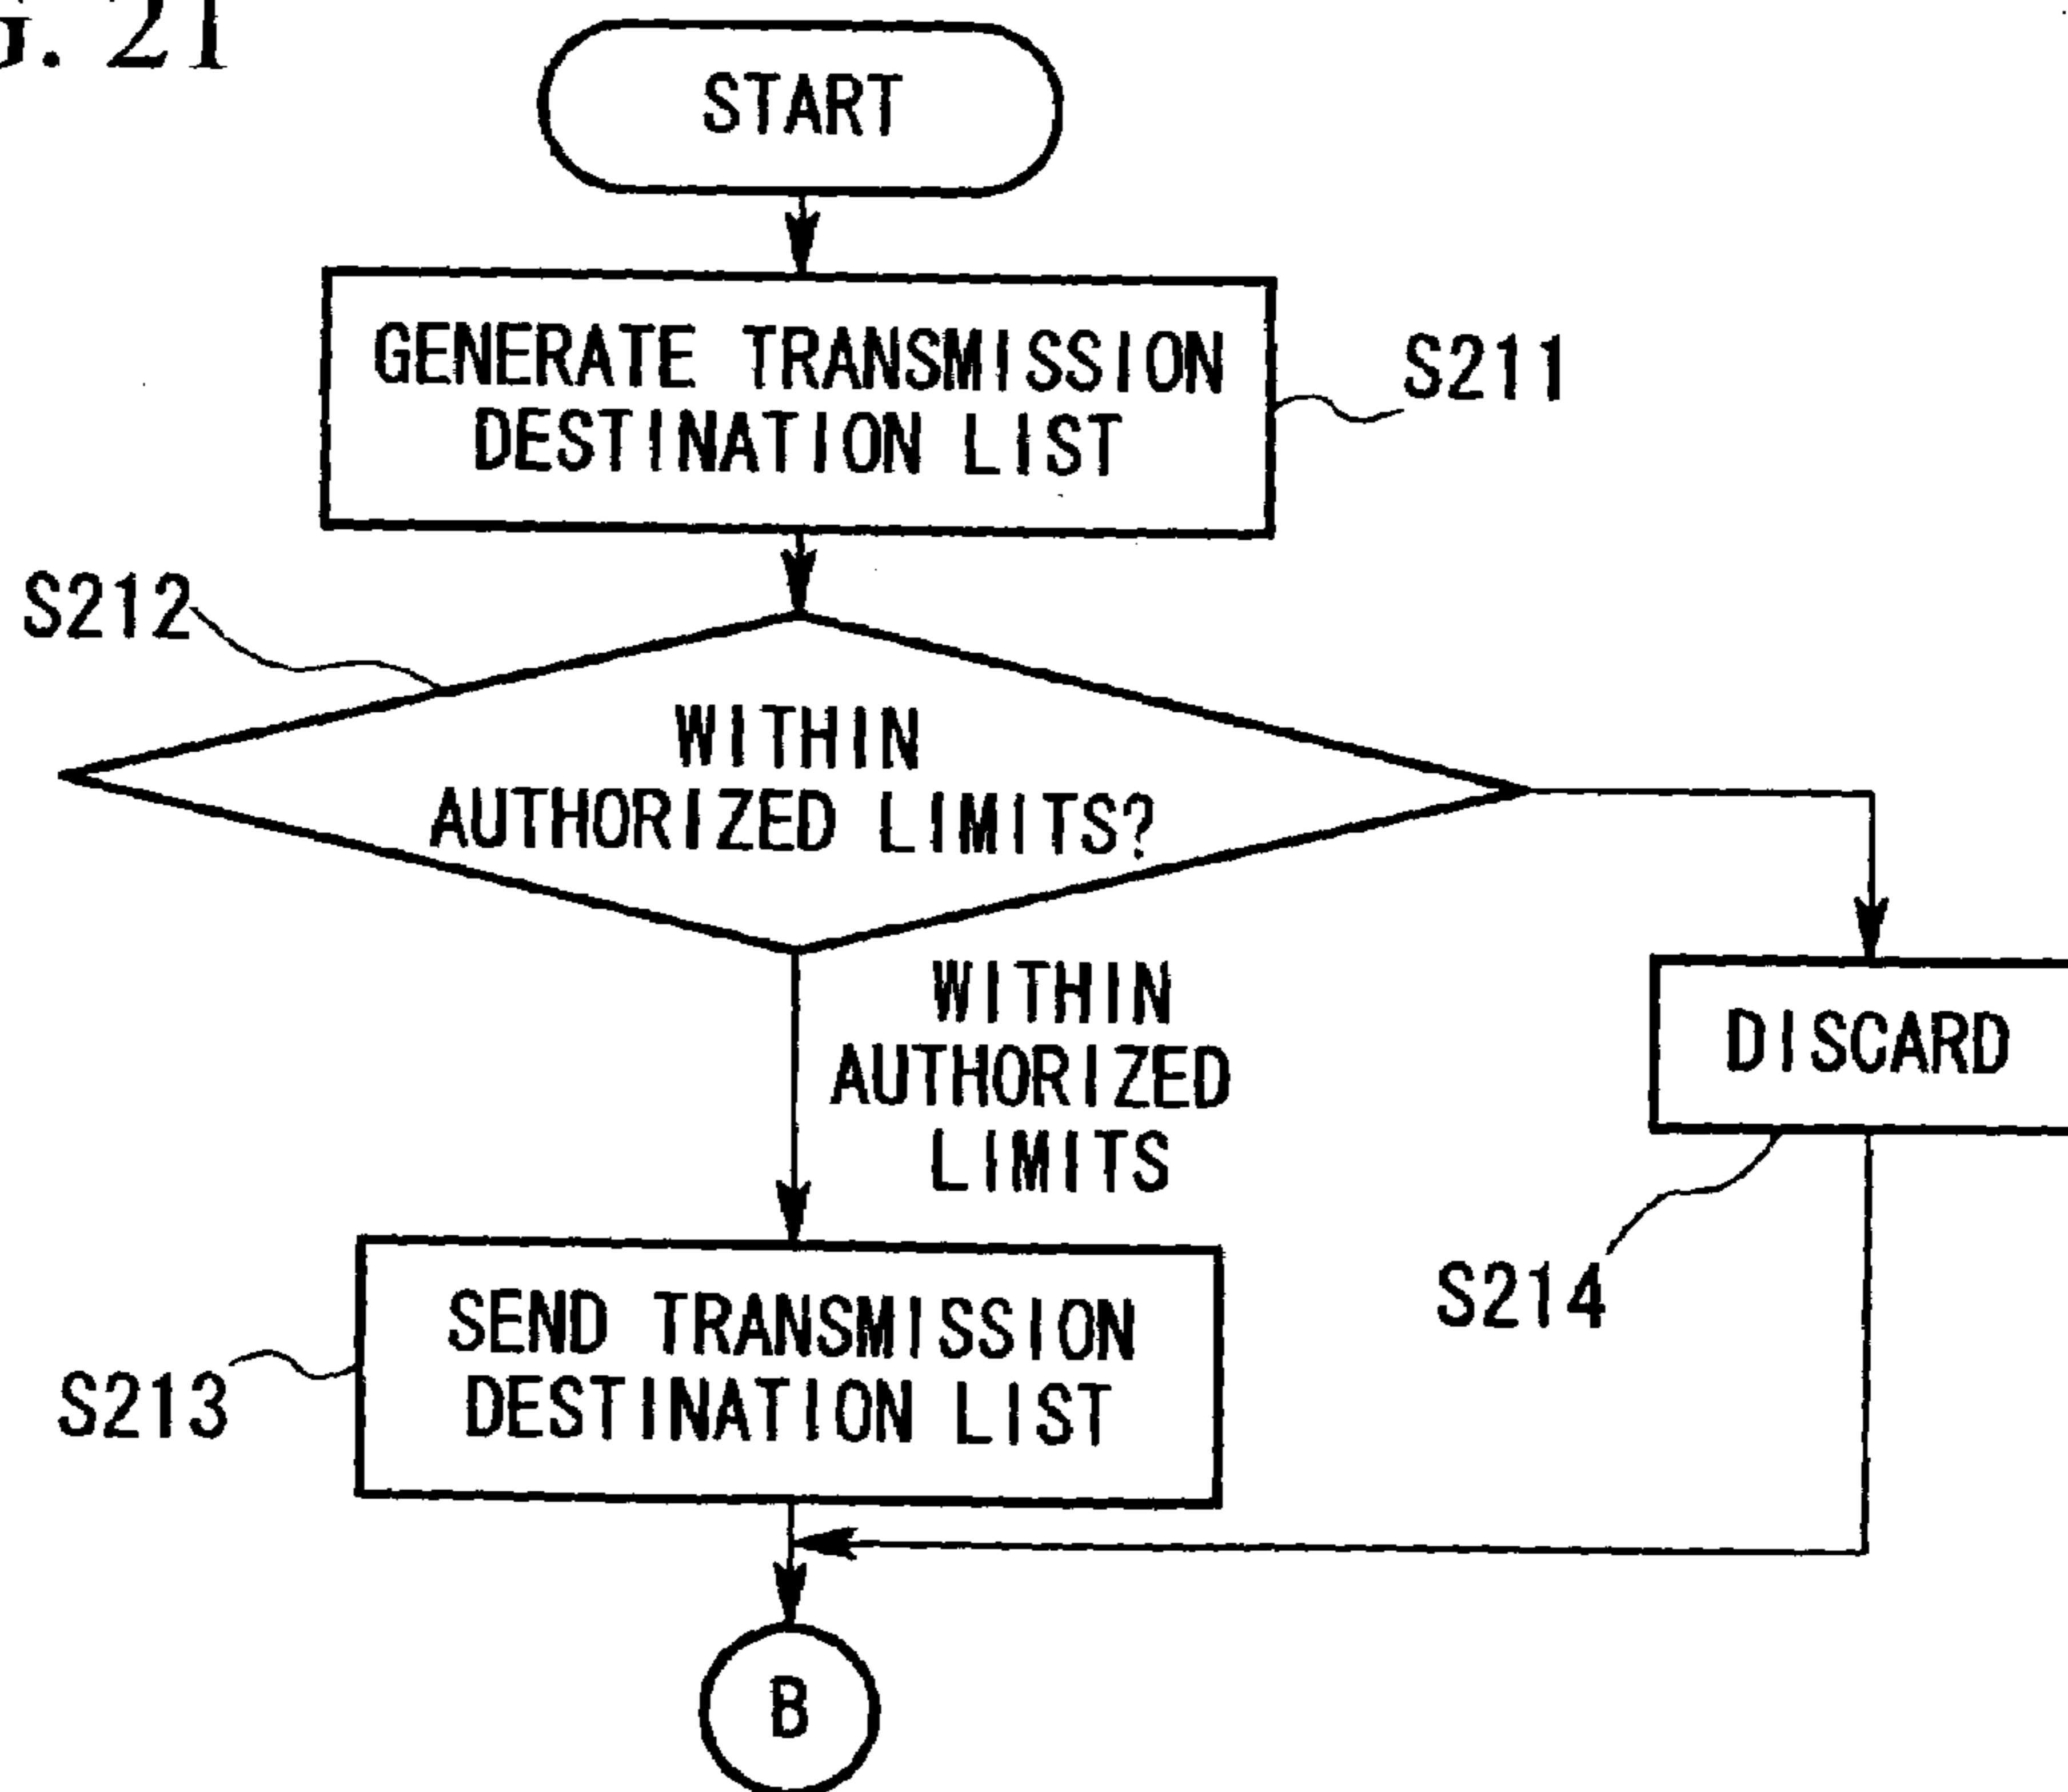 G. 21
START
GENERATE TRANSMISSION
DESTINATION LIST
S211
S212
WITHIN
AUTHORIZED LIMITS?
WITHIN
AUTHORIZED
LIMITS
DISCARD
S214
SEND TRANSMISSION
DESTINATION LIST
S213
B